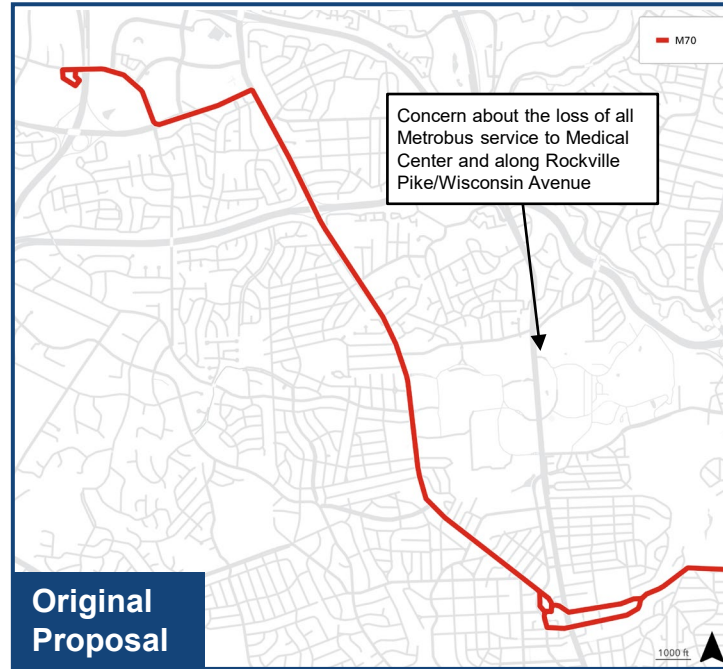 M70
Concern about the loss of all
Metrobus service to Medical
Center and along Rockville
Pike/Wisconsin Avenue
Original
Proposal
1000 ft